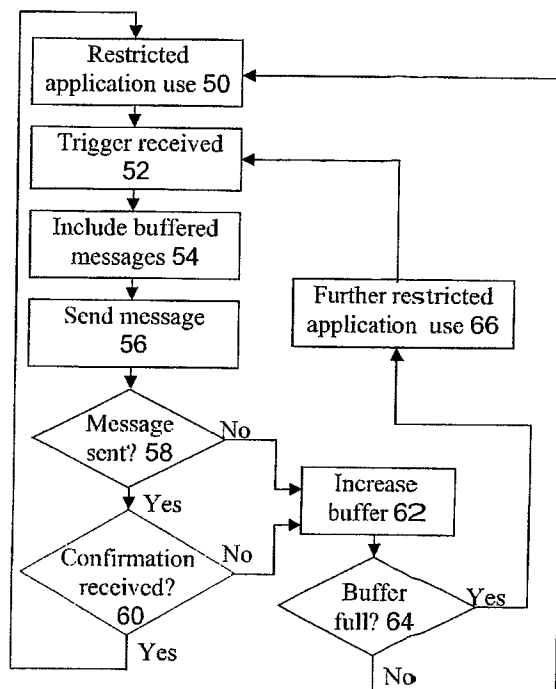 Restricted
application use 50
Trigger received
52
Include buffered
messages 54
Send message
56
Further restricted
application use 66
Message
sent? 58
No
Yes
Increase
buffer 62
Confirmation
received?
60
No
Yes
Buffer
full? 64
Yes
No